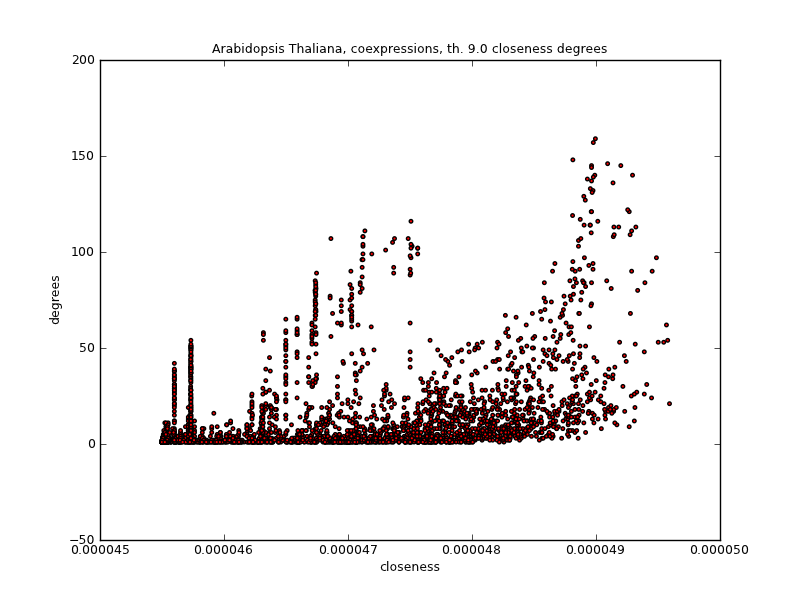 Arabidopsis Thaliana, coexpressions, th. 9.0 closeness degrees
200
150
100
50
0
−50
degrees
0.000045 0.000046 0.000047 0.000048 0.000049 0.000050
closeness